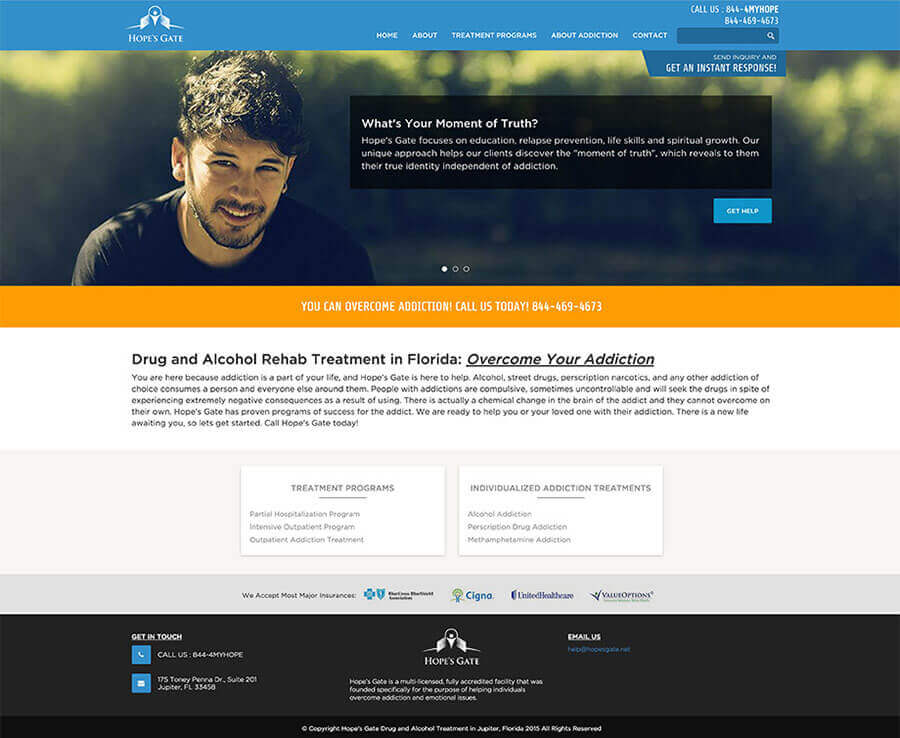 CALL US : 844-4MYHOPE
844-469-4673
HOPE'S GATE
HOME ABOUT TREATMENT PROGRAMS ABOUT ADDICTION CONTACT
SEND INQUIRY AND
GET AN INSTANT RESPONSE!
What's Your Moment of Truth?
Hope's Gate focuses on education, relapse prevention, life skills and spiritual growth. Our
unique approach helps our clients discover the "moment of truth", which reveals to them
their true identity independent of addiction.
GET HELP
YOU CAN OVERCOME ADDICTION! CALL US TODAY! 844-469-4673
Drug and Alcohol Rehab Treatment in Florida: Overcome Your Addiction
You are here because addiction is a part of your life, and Hope's Gate is here to help. Alcohol, street drugs, perscription narcotics, and any other addiction of
choice consumes a person and everyone else around them. People with addictions are compulsive, sometimes uncontrollable and will seek the drugs in spite of
experiencing extremely negative consequences as a result of using. There is actually a chemical change in the brain of the addict and they cannot overcome on
their own. Hope's Gate has proven programs of success for the addict. We are ready to help you or your loved one with their addiction. There is a new life
awaiting you, so lets get started. Call Hope's Gate today!
TREATMENT PROGRAMS
Partial Hospitalization Program
Intensive Outpatient Program
Outpatient Addiction Treatment
INDIVIDUALIZED ADDICTION TREATMENTS
Alcohol Addiction
Perscription Drug Addiction
Methamphetamine Addiction
We Accept Most Major Insurances: BlueCross BlueShield
Association
Cigna
UnitedHealthcare
VALUEOPTIONS®
GET IN TOUCH
CALL US : 844-4MYHOPE
175 Toney Penna Dr., Suite 201
Jupiter, FL 33458
HOPE'S GATE
Hope's Gate is a multi-licensed, fully accredited facility that was
founded specifically for the purpose of helping individuals
overcome addiction and emotional issues.
EMAIL US
help@hopesgate.net
© Copyright Hope's Gate Drug and Alcohol Treatment in Jupiter, Florida 2015 All Rights Reserved